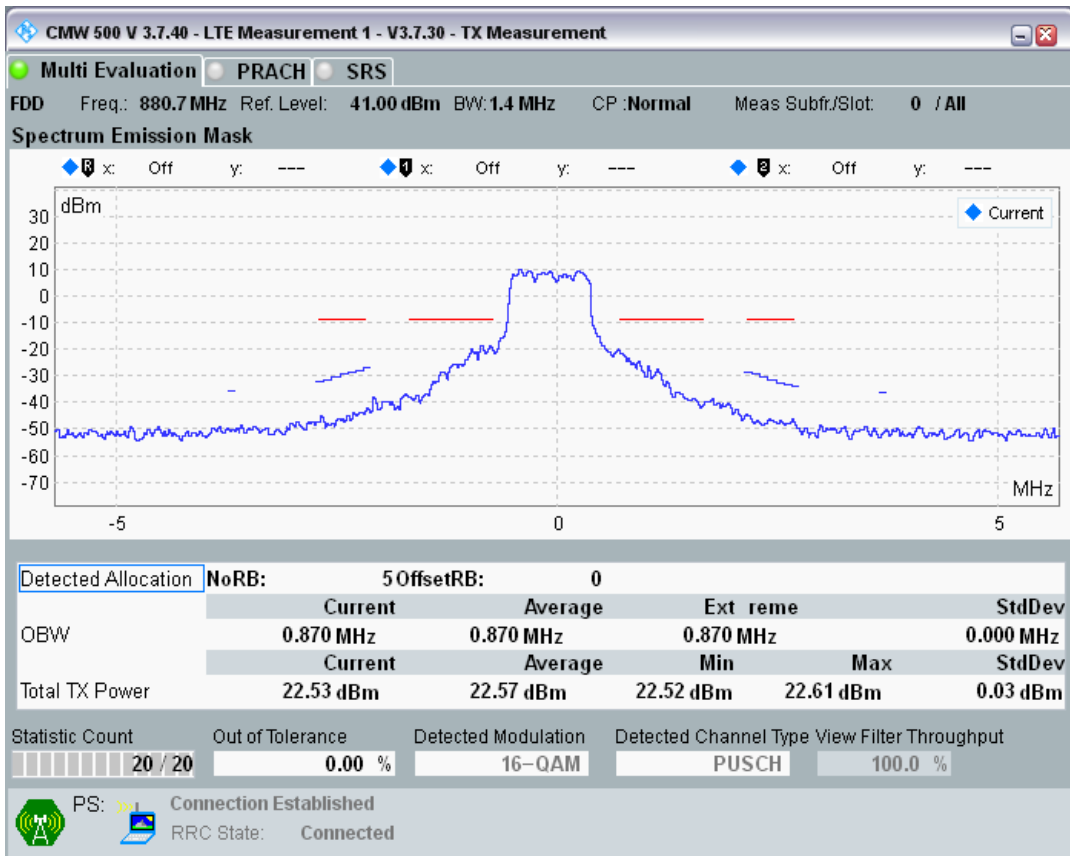 CMW 500 V 3.7.40 - LTE Measurement 1 - V3.7.30 - TX Measurement
Multi Evaluation PRACH SRS
FDD Freq.: 880.7 MHz Ref. Level: 41.00 dBm BW: 1.4 MHz CP :Normal Meas Subfr./Slot: 0 / All
Spectrum Emission Mask
R x: Off y: --- 1 x: Off y: --- 2 x: Off y: ---
dBm
Current
30
20
10
0
-10
-20
-30
-40
-50
-60
-70
MHz
-5 0 5
Detected Allocation NoRB: 5 OffsetRB: 0
Current Average Ext reme StdDev
OBW 0.870 MHz 0.870 MHz 0.870 MHz 0.000 MHz
Current Average Min Max StdDev
Total TX Power 22.53 dBm 22.57 dBm 22.52 dBm 22.61 dBm 0.03 dBm
Statistic Count Out of Tolerance Detected Modulation Detected Channel Type View Filter Throughput
20 / 20 0.00 % 16-QAM PUSCH 100.0 %
PS: Connection Established
RRC State: Connected